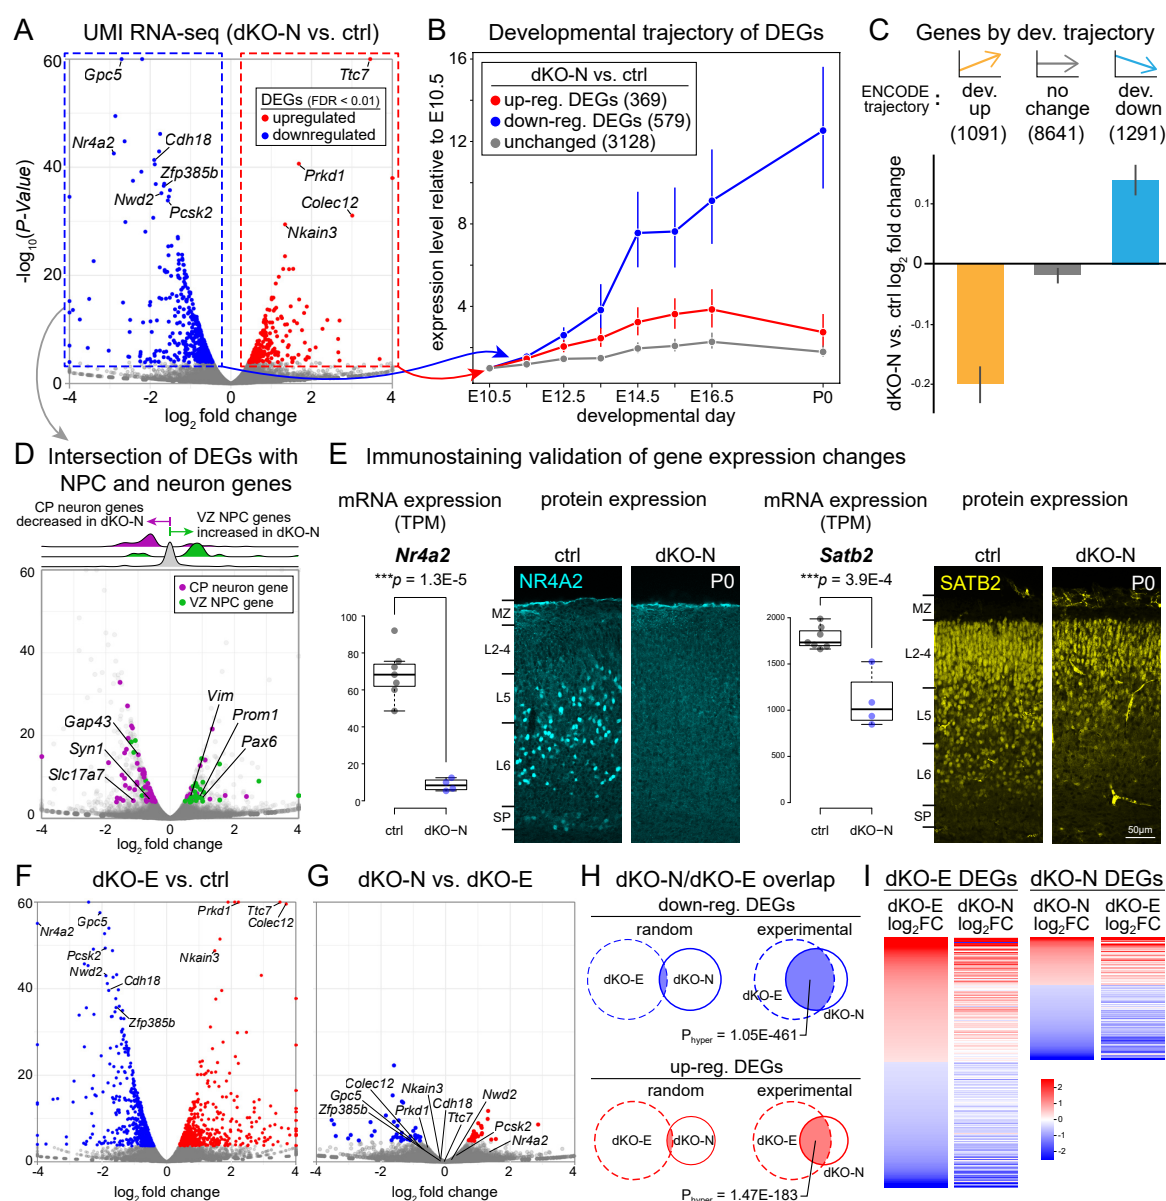 A UMI RNA-seq (dKO-N vs. ctrl)
-log10(P-Value)
60
40
20
0
-4 -2 0 2 4
log2 fold change
Gpc5
Ttc7
DEGs (FDR < 0.01)
upregulated
downregulated
Nr4a2
Cdh18
Zfp385b
Nwd2
Pcsk2
Prkd1
Colec12
Nkain3
B Developmental trajectory of DEGs
expression level relative to E10.5
16
12
8
4
dKO-N vs. ctrl
up-reg. DEGs (369)
down-reg. DEGs (579)
unchanged (3128)
E10.5 E12.5 E14.5 E16.5 P0
developmental day
C Genes by dev. trajectory
ENCODE trajectory :
dev. up (1091)
no change (8641)
dev. down (1291)
dKO-N vs. ctrl log2 fold change
0.1
0
-0.1
-0.2
D Intersection of DEGs with
NPC and neuron genes
CP neuron genes
decreased in dKO-N
VZ NPC genes
increased in dKO-N
60
40
20
0
CP neuron gene
VZ NPC gene
Vim
Gap43
Prom1
Syn1
Pax6
Slc17a7
-4 -2 0 2 4
log2 fold change
E Immunostaining validation of gene expression changes
mRNA expression
(TPM)
Nr4a2
***p = 1.3E-5
100
80
60
40
20
0
ctrl dKO-N
protein expression
ctrl dKO-N
NR4A2 P0
MZ
L2-4
L5
L6
SP
mRNA expression
(TPM)
Satb2
***p = 3.9E-4
2000
1500
1000
500
0
ctrl dKO-N
protein expression
ctrl dKO-N
SATB2 P0
MZ
L2-4
L5
L6
SP
50μm
F dKO-E vs. ctrl
60
40
20
0
Nr4a2
Gpc5
Pcsk2
Nwd2
Cdh18
Zfp385b
Prkd1
Ttc7
Colec12
Nkain3
-4 -2 0 2 4
log2 fold change
G dKO-N vs. dKO-E
Colec12
Gpc5
Zfp385b
Nkain3
Prkd1
Cdh18
Ttc7
Nwd2
Pcsk2
Nr4a2
-4 -2 0 2 4
log2 fold change
H dKO-N/dKO-E overlap
down-reg. DEGs
random experimental
dKO-E dKO-N
dKO-E dKO-N
Phyper = 1.05E-461
up-reg. DEGs
random experimental
dKO-E dKO-N
dKO-E dKO-N
Phyper = 1.47E-183
I dKO-E DEGs dKO-N DEGs
dKO-E log2FC
dKO-N log2FC
dKO-N log2FC
dKO-E log2FC
2
1
0
-1
-2